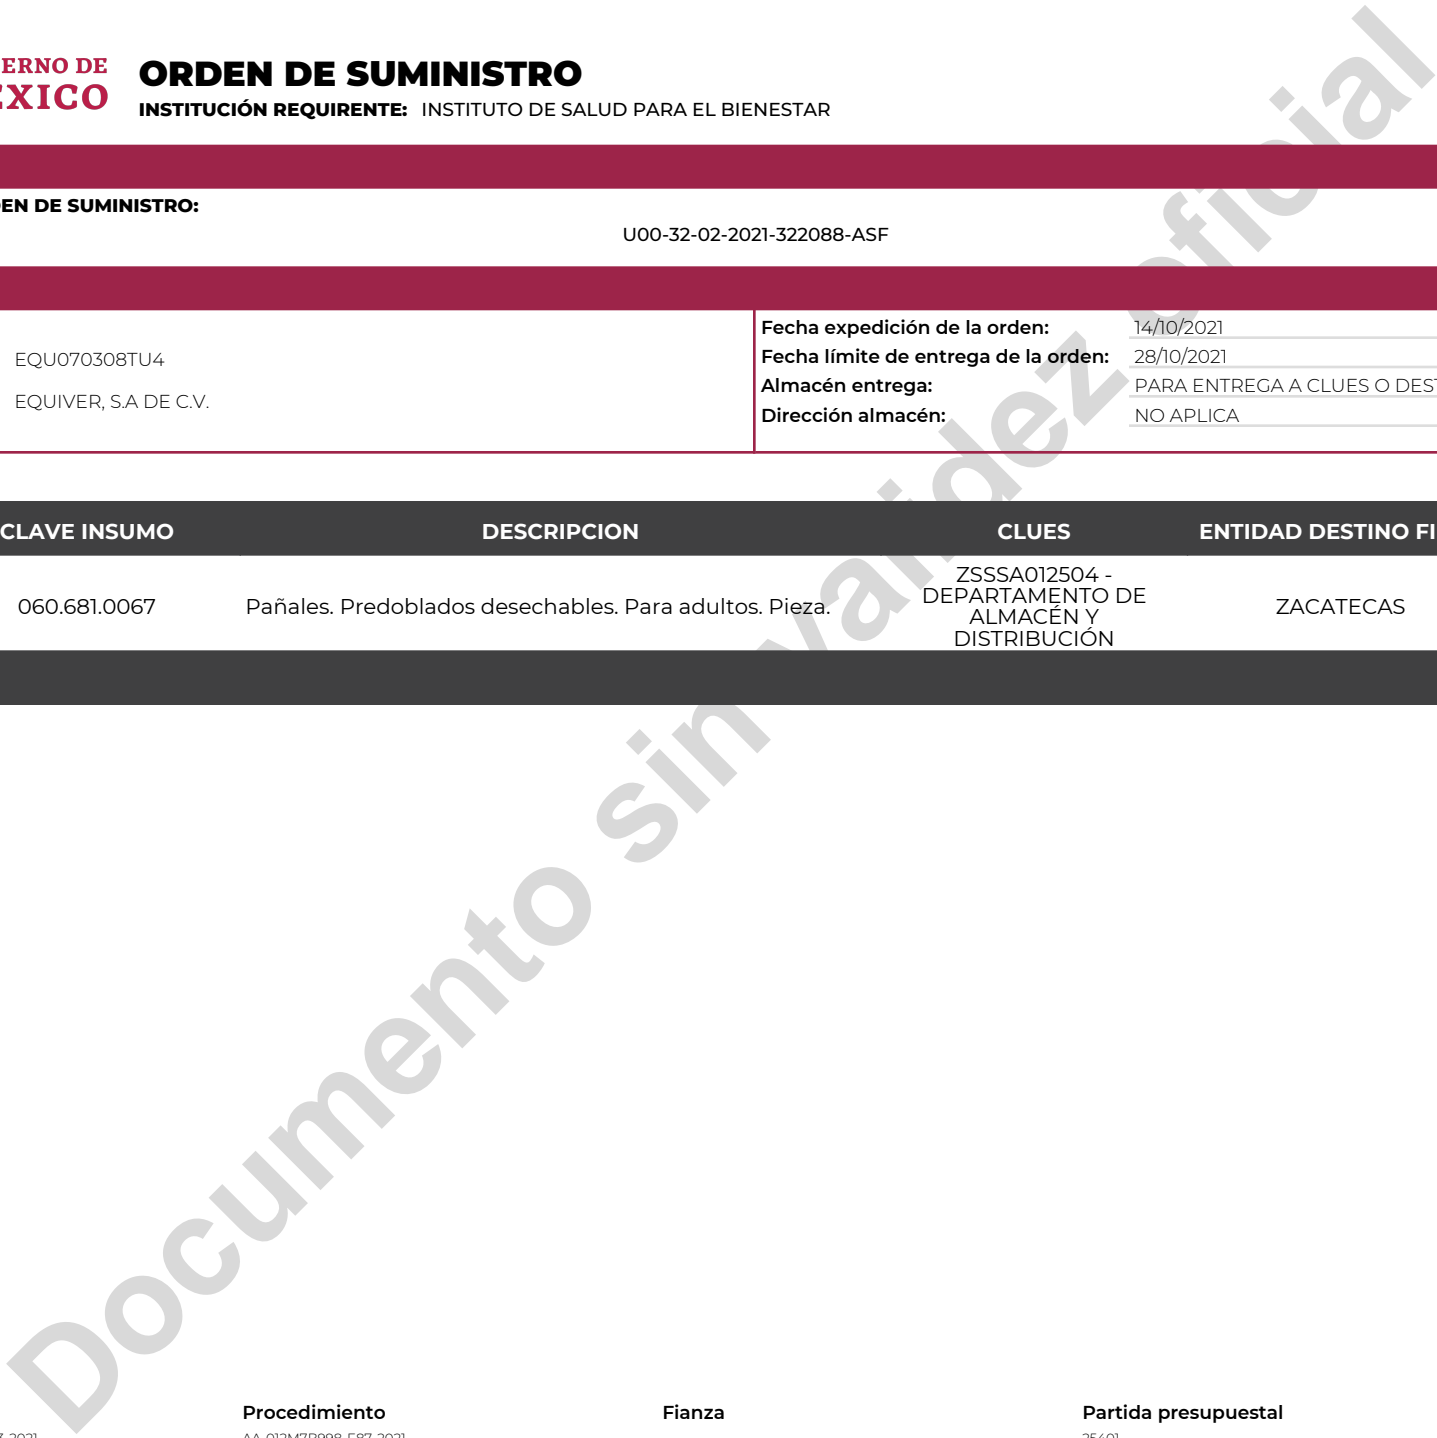 ERNO DE
ORDEN DE SUMINISTRO
EXICO
INSTITUCIÓN REQUIRENTE: INSTITUTO DE SALUD PARA EL BIENESTAR
EN DE SUMINISTRO:
U00-32-02-2021-322088-ASF
Fecha expedición de la orden: 14/10/2021
EQU070308TU4
Fecha límite de entrega de la orden: 28/10/2021
Almacén entrega: PARA ENTREGA A CLUES O DEST
EQUIVER, S.A DE C.V.
Dirección almacén: NO APLICA
CLAVE INSUMO DESCRIPCION CLUES ENTIDAD DESTINO FI
060.681.0067 Pañales. Predoblados desechables. Para adultos. Pieza.
ZSSSA012504 -
DEPARTAMENTO DE
ALMACÉN Y
DISTRIBUCIÓN
ZACATECAS
Documento sin validez oficial
Procedimiento Fianza Partida presupuestal